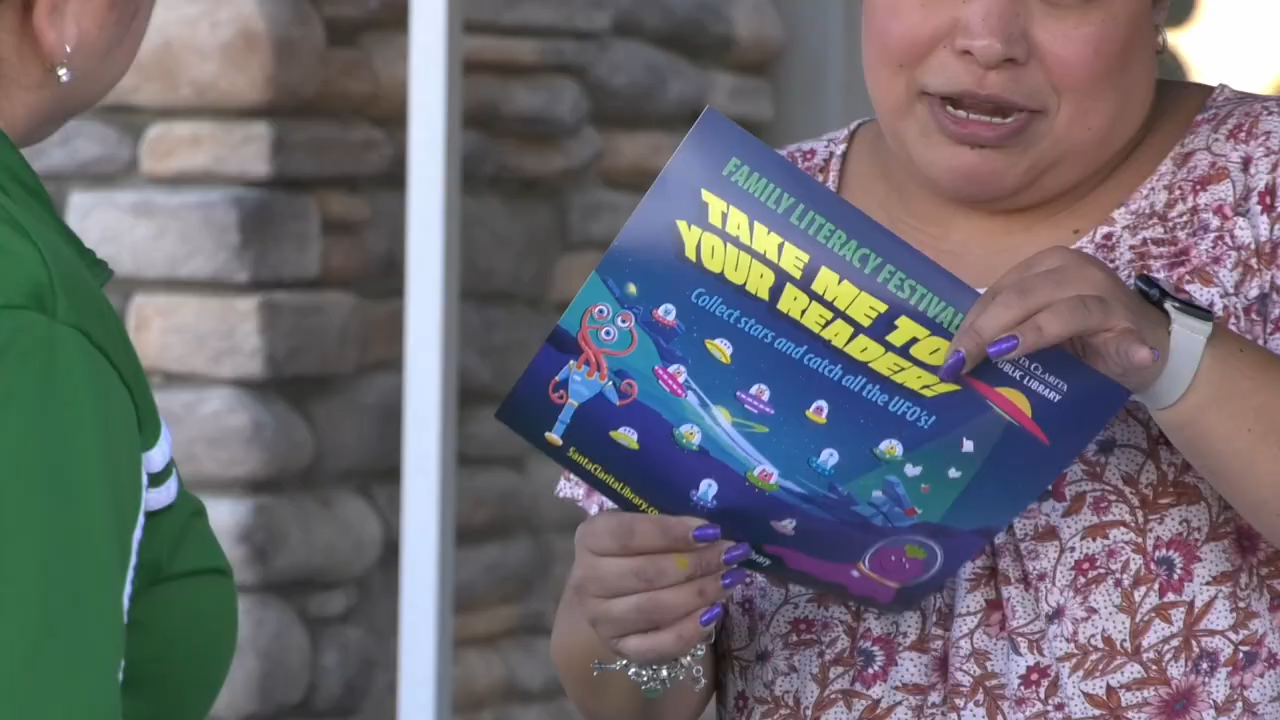 FAMILY LITERACY FESTIVAL
TAKE ME TO
YOUR READER!
Collect stars and catch all the UFO's!
CLARITA
PUBLIC LIBRARY
SantaClaritaLibrary.co